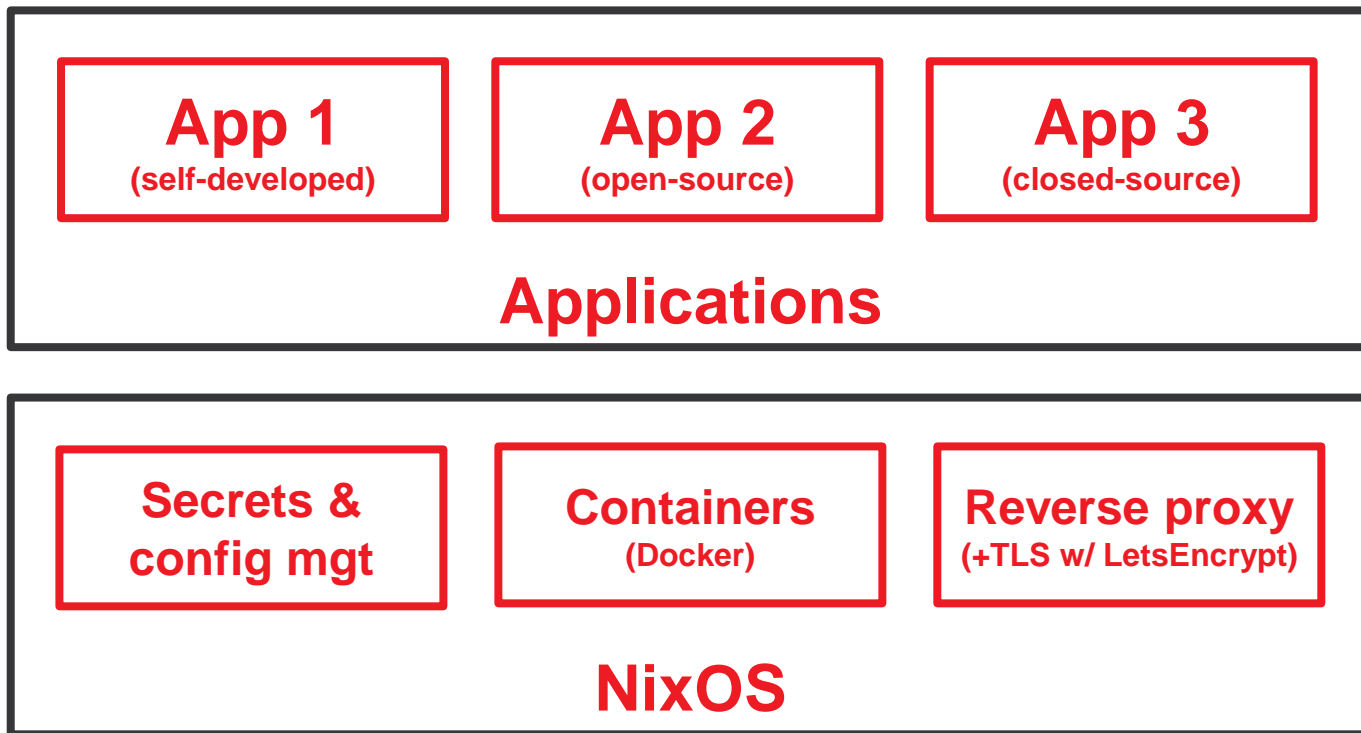 App 1
(self-developed)
App 2
(open-source)
App 3
(closed-source)
Applications
Secrets &
config mgt
Containers
(Docker)
Reverse proxy
(+TLS w/ LetsEncrypt)
NixOS